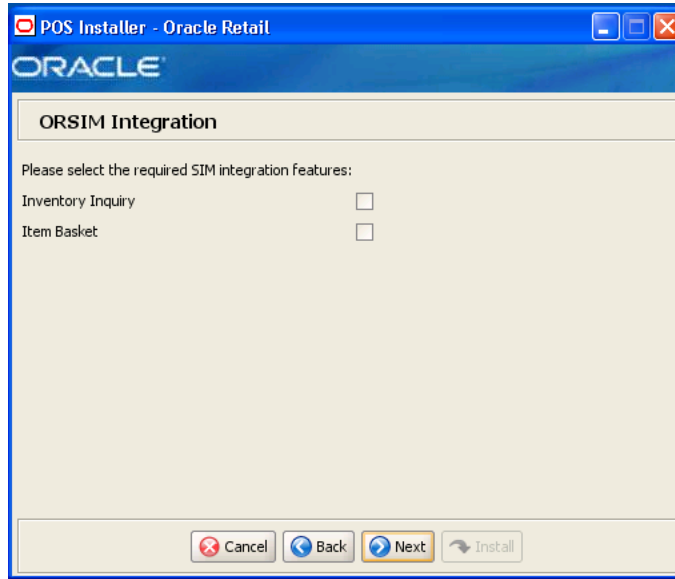 POS Installer - Oracle Retail
ORACLE
ORSIM Integration
Please select the required SIM integration features:
Inventory Inquiry
Item Basket
Cancel
Back
Next
Install